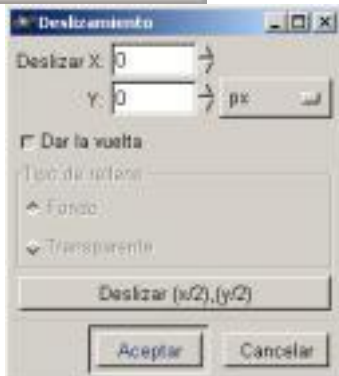 Deslizamiento
Deslizar X: 0
Y: 0 px
Dar la vuelta
Tipo de relleno
Fondo
Transparente
Deslizar (x/2),(y/2)
Aceptar Cancelar